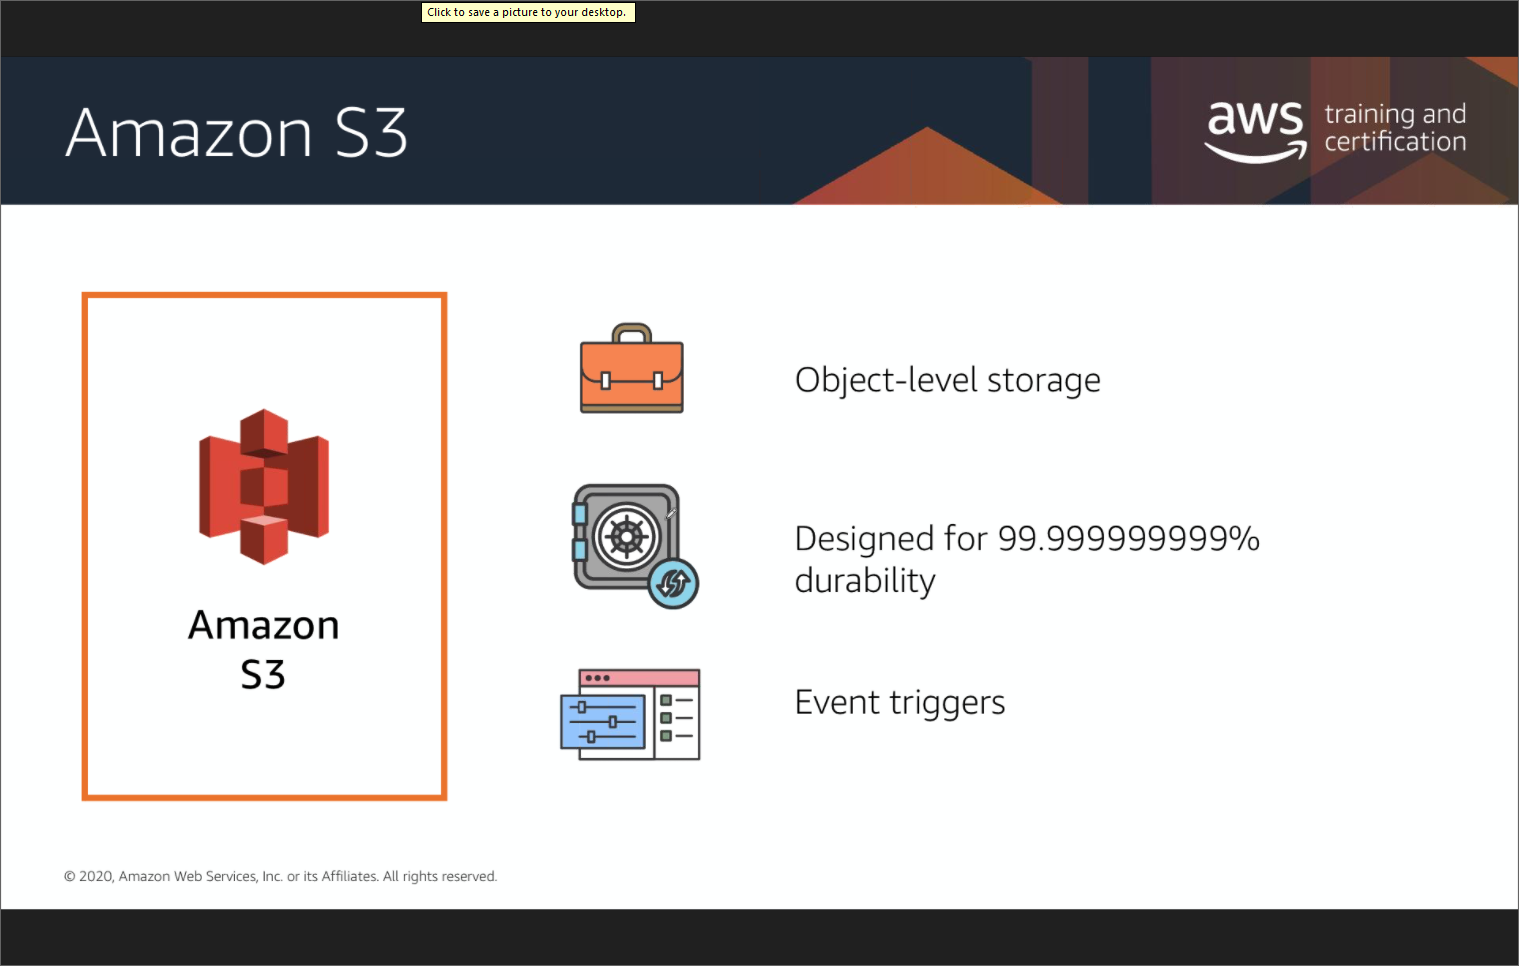 Click to save a picture to your desktop.
Amazon S3
aws training and
certification
Object-level storage
Designed for 99.999999999%
durability
Event triggers
Amazon
S3
© 2020, Amazon Web Services, Inc. or its Affiliates. All rights reserved.